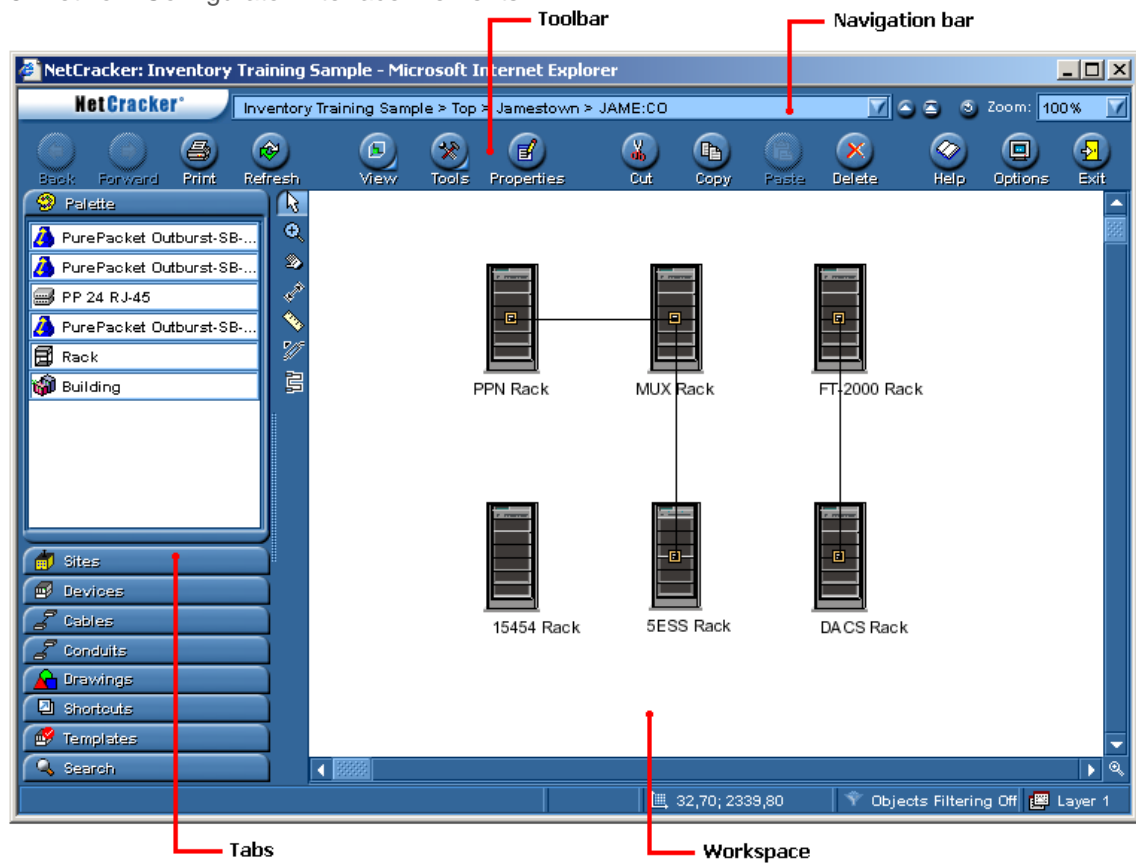 Toolbar
Navigation bar
NetCracker: Inventory Training Sample - Microsoft Internet Explorer
NetCracker®
Inventory Training Sample > Top > Jamestown > JAME:CO
Zoom: 100%
Back Forward Print Refresh View Tools Properties Cut Copy Paste Delete Help Options Exit
Palette
PurePacket Outburst-SB-...
PurePacket Outburst-SB-...
PP 24 RJ-45
PurePacket Outburst-SB-...
Rack
Building
PPN Rack
MUX Rack
FT-2000 Rack
15454 Rack
5ESS Rack
DACS Rack
Sites
Devices
Cables
Conduits
Drawings
Shortcuts
Templates
Search
32,70; 2339,80
Objects Filtering Off
Layer 1
Tabs
Workspace